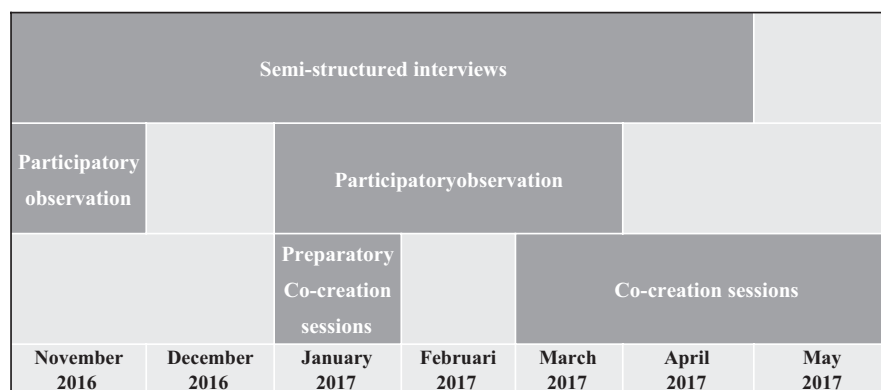 Semi-structured interviews
Participatory
observation
Participatoryobservation
Preparatory
Co-creation
sessions
Co-creation sessions
November
2016
December
2016
January
2017
Februari
2017
March
2017
April
2017
May
2017